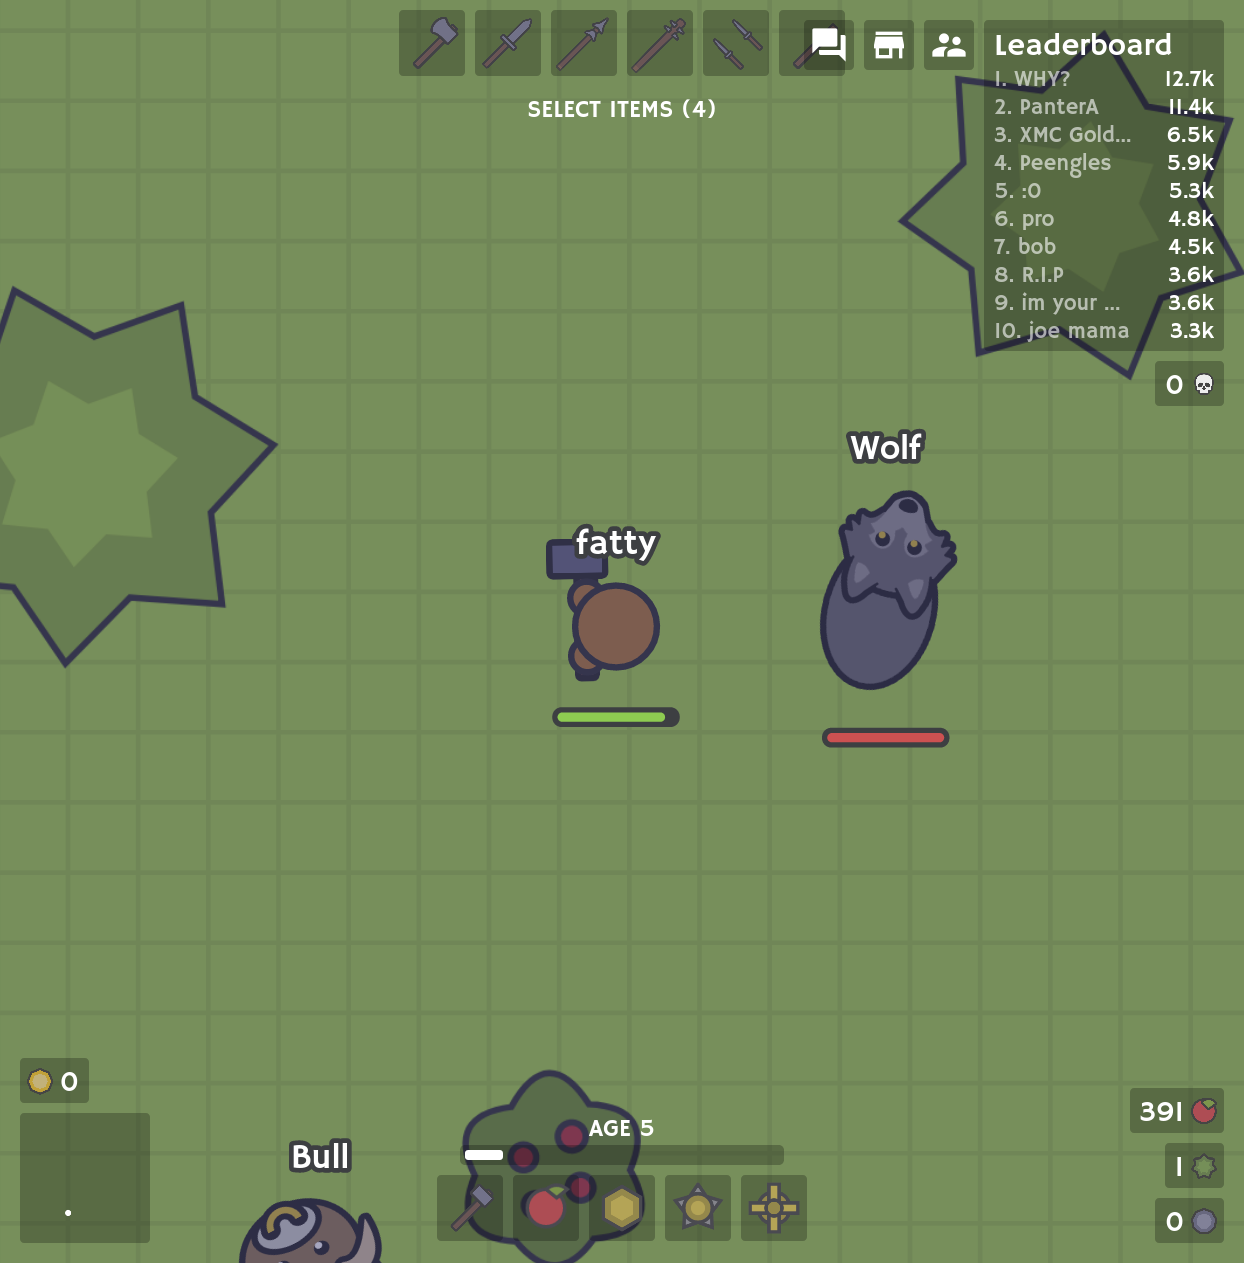 SELECT ITEMS (4)
Leaderboard
1. WHY? 12.7k
2. PanterA 11.4k
3. XMC Gold... 6.5k
4. Peengles 5.9k
5. :O 5.3k
6. pro 4.8k
7. bob 4.5k
8. R.I.P 3.6k
9. im your ... 3.6k
10. joe mama 3.3k
0
Wolf
fatty
0
391
AGE 5
Bull
1
0